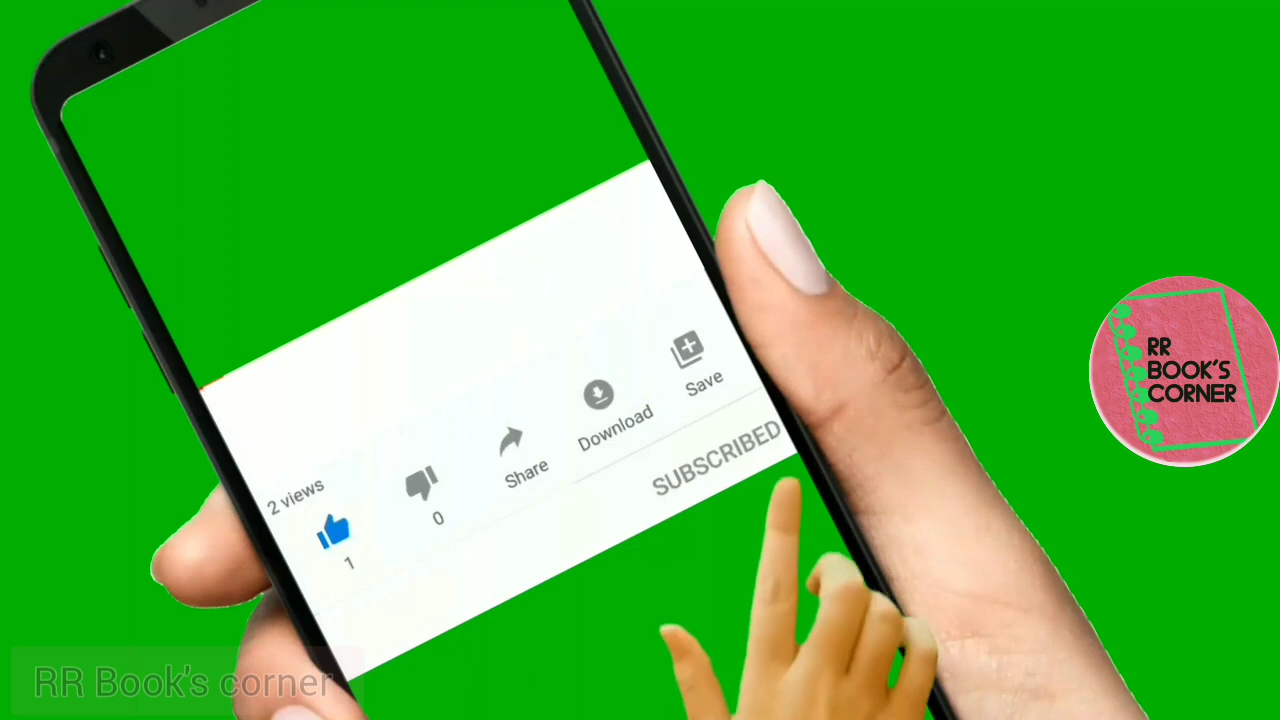 2 views
1
0
Share
Download
Save
SUBSCRIBED
RR
BOOK'S
CORNER
RR Book's corner